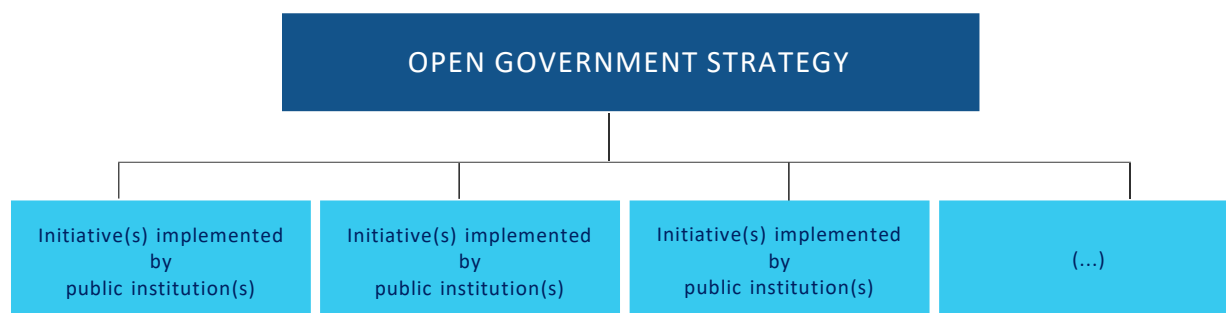 OPEN GOVERNMENT STRATEGY
Initiative(s) implemented
by
public institution(s)
Initiative(s) implemented
by
public institution(s)
Initiative(s) implemented
by
public institution(s)
(...)